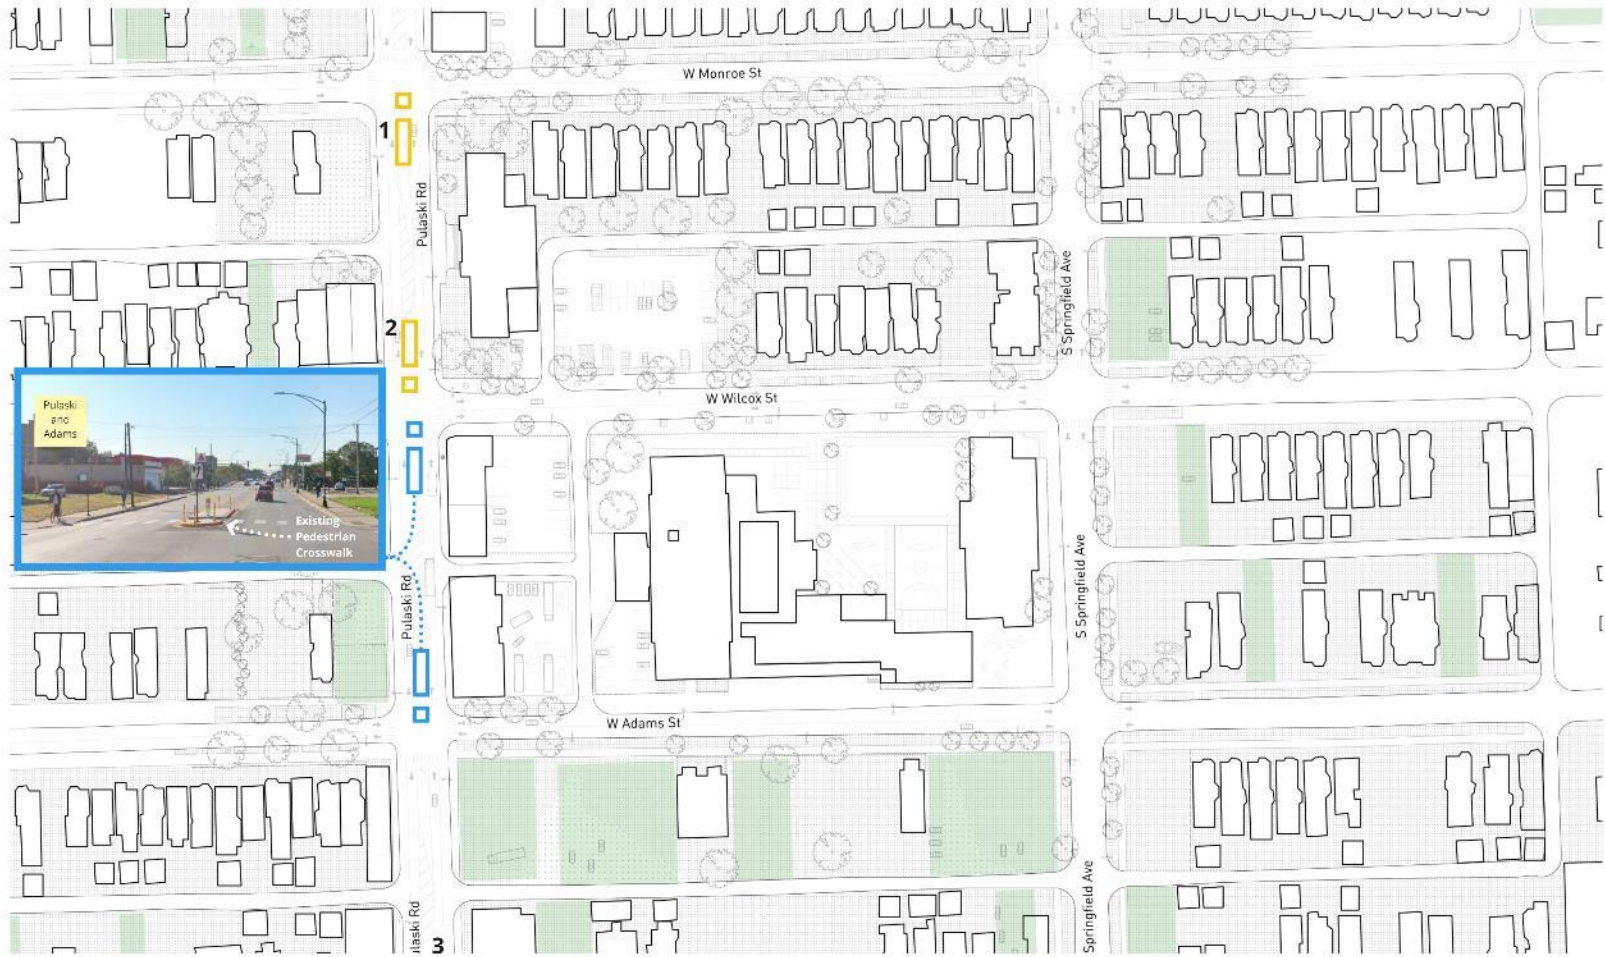 W Monroe St
1
Pulaski Rd
S Springfield Ave
2
W Wilcox St
Pulaski
and
Adams
Existing
Pedestrian
Crosswalk
Pulaski Rd
S Springfield Ave
W Adams St
Springfield Ave
laski Rd
3